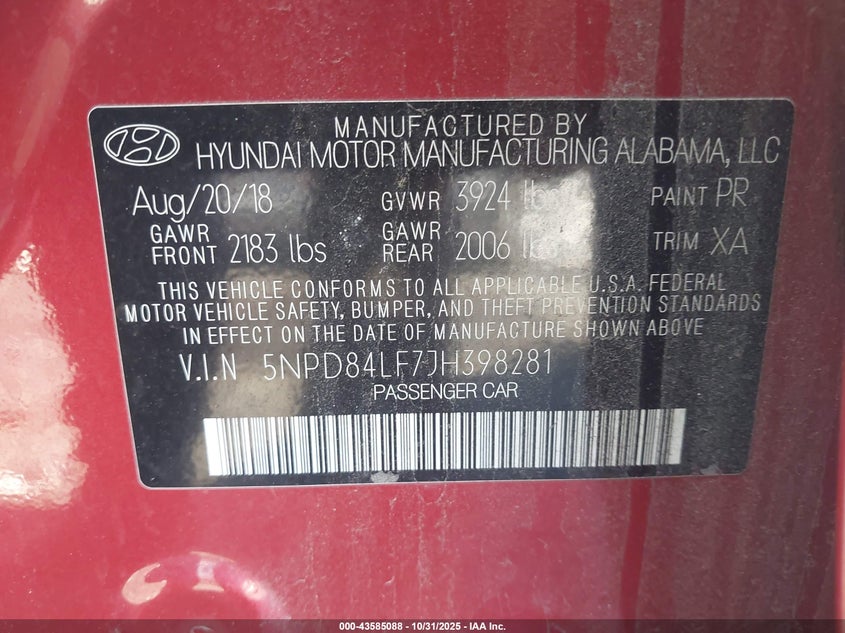 MANUFACTURED BY
HYUNDAI MOTOR MANUFACTURING ALABAMA, LLC
Aug/20/18 GVWR 3924 lbs PAINT PR
GAWR FRONT 2183 lbs GAWR REAR 2006 lbs TRIM XA
THIS VEHICLE CONFORMS TO ALL APPLICABLE U.S.A. FEDERAL
MOTOR VEHICLE SAFETY, BUMPER, AND THEFT PREVENTION STANDARDS
IN EFFECT ON THE DATE OF MANUFACTURE SHOWN ABOVE.
V.I.N 5NPD84LF7JH398281
PASSENGER CAR
000-43585088 - 10/31/2025 - IAA Inc.